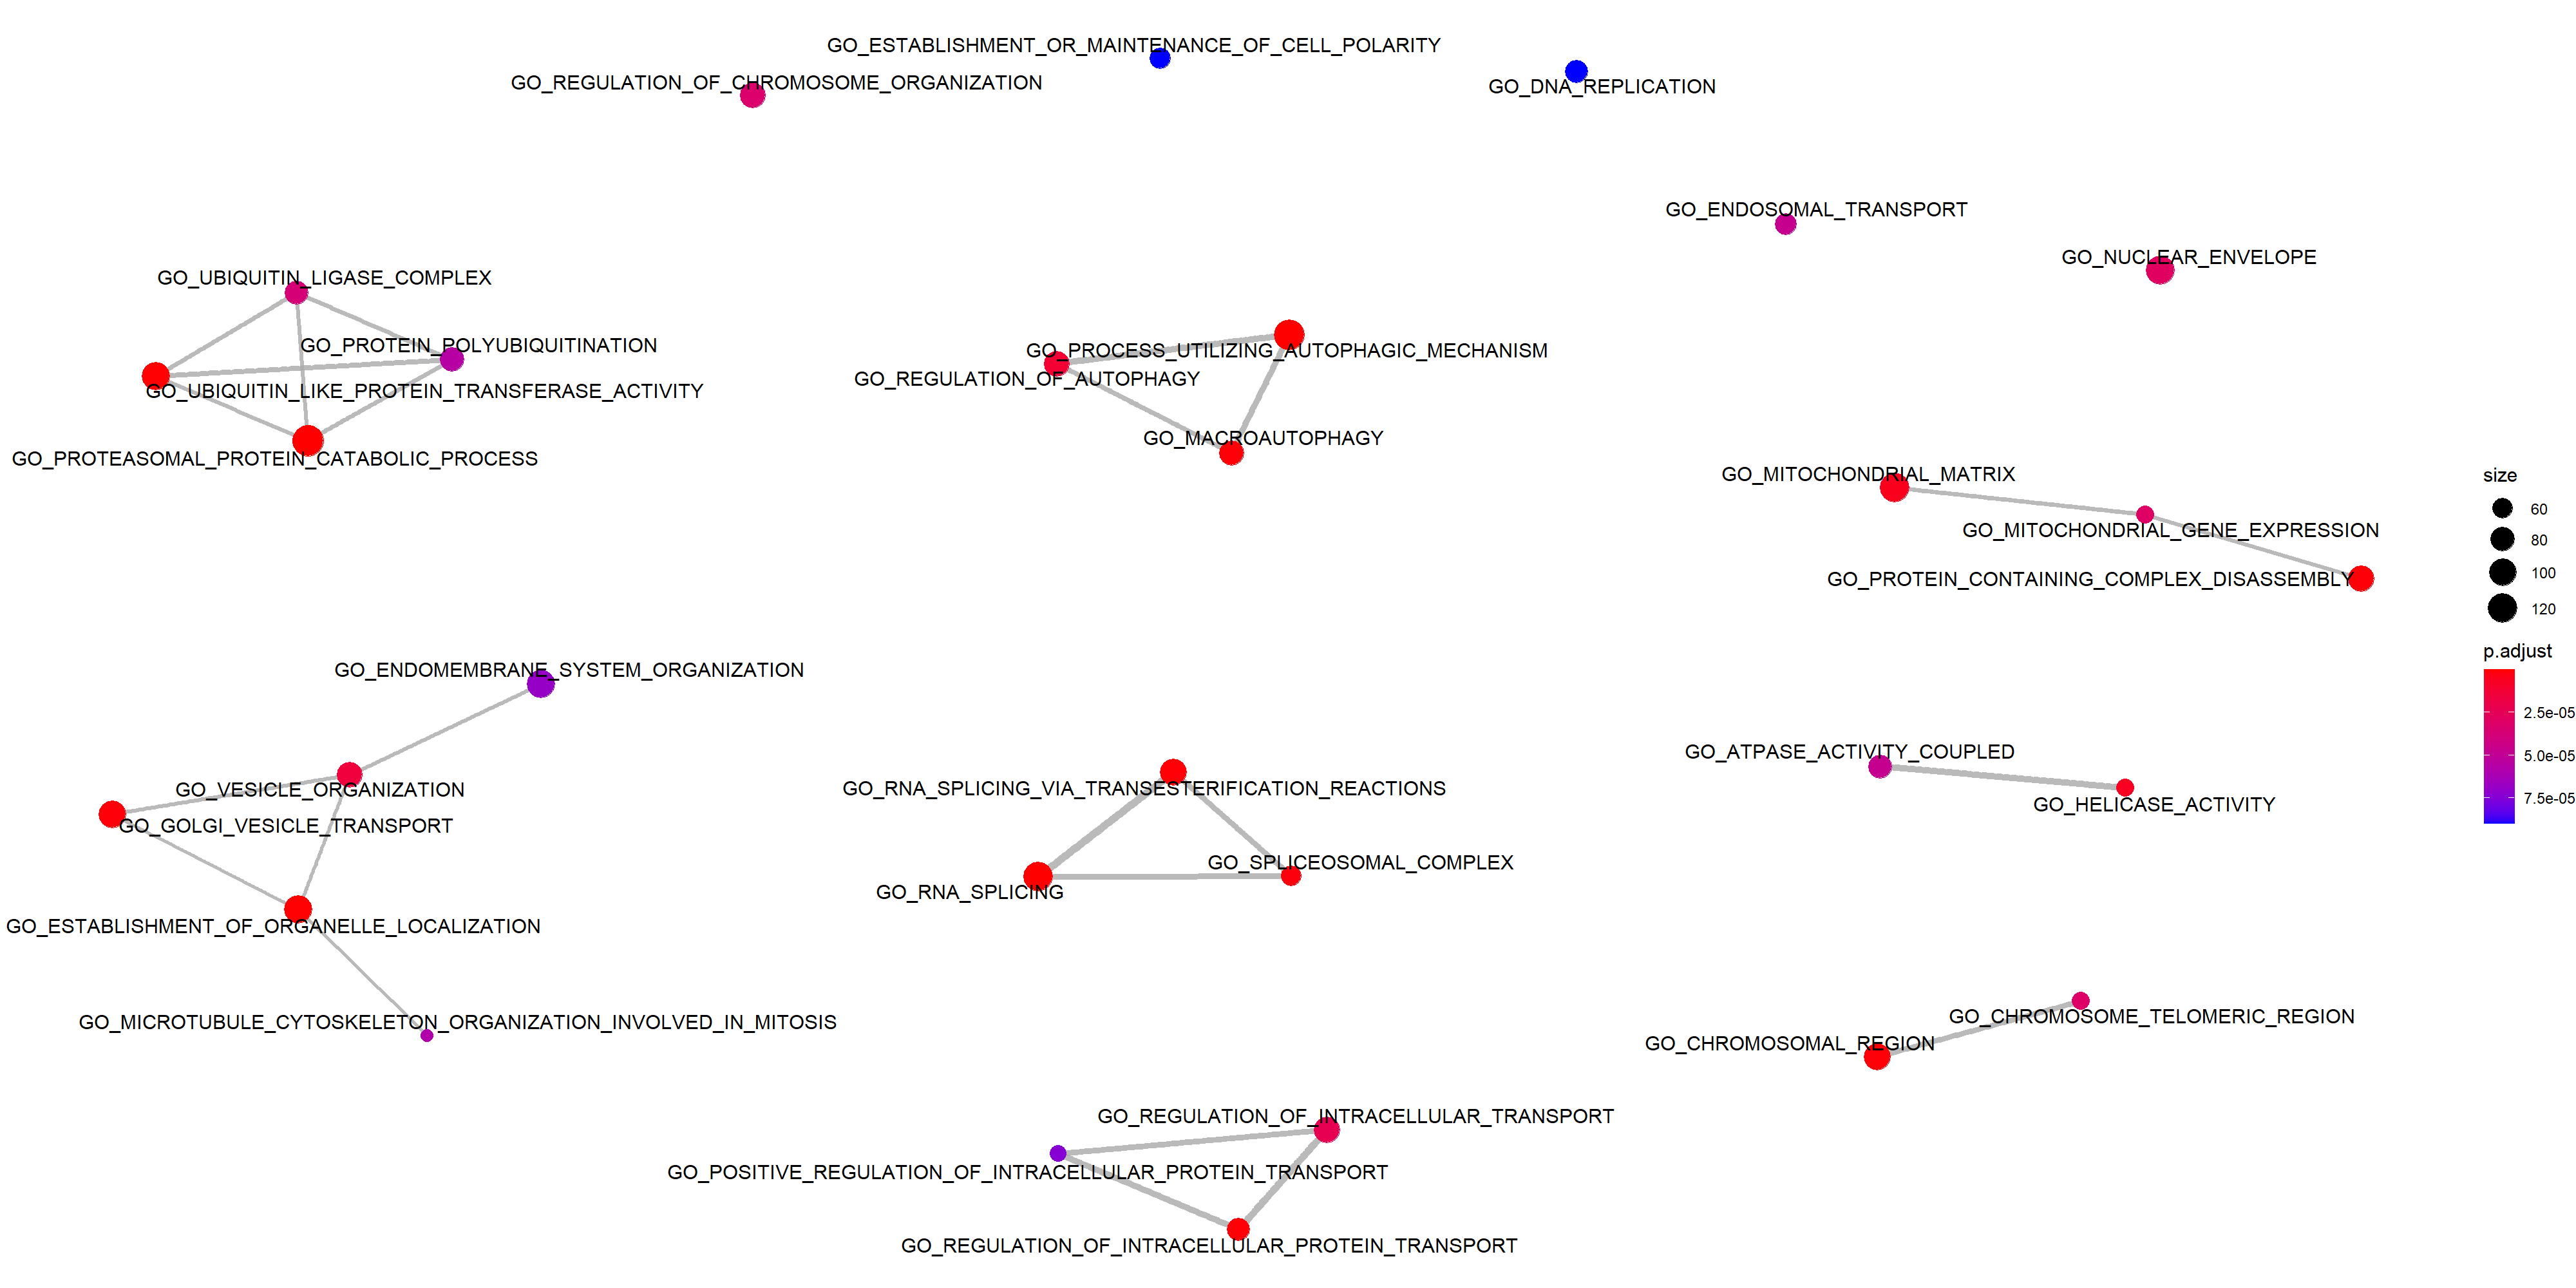 GO_ESTABLISHMENT_OR_MAINTENANCE_OF_CELL_POLARITY
GO_REGULATION_OF_CHROMOSOME_ORGANIZATION
GO_DNA_REPLICATION
GO_ENDOSOMAL_TRANSPORT
GO_NUCLEAR_ENVELOPE
GO_UBIQUITIN_LIGASE_COMPLEX
GO_PROTEIN_POLYUBIQUITINATION
GO_UBIQUITIN_LIKE_PROTEIN_TRANSFERASE_ACTIVITY
GO_PROTEASOMAL_PROTEIN_CATABOLIC_PROCESS
GO_PROCESS_UTILIZING_AUTOPHAGIC_MECHANISM
GO_REGULATION_OF_AUTOPHAGY
GO_MACROAUTOPHAGY
GO_MITOCHONDRIAL_MATRIX
GO_MITOCHONDRIAL_GENE_EXPRESSION
GO_PROTEIN_CONTAINING_COMPLEX_DISASSEMBLY
size
60
80
100
120
p.adjust
2.5e-05
5.0e-05
7.5e-05
GO_ENDOMEMBRANE_SYSTEM_ORGANIZATION
GO_VESICLE_ORGANIZATION
GO_GOLGI_VESICLE_TRANSPORT
GO_ESTABLISHMENT_OF_ORGANELLE_LOCALIZATION
GO_MICROTUBULE_CYTOSKELETON_ORGANIZATION_INVOLVED_IN_MITOSIS
GO_RNA_SPLICING_VIA_TRANSESTERIFICATION_REACTIONS
GO_SPLICEOSOMAL_COMPLEX
GO_RNA_SPLICING
GO_ATPASE_ACTIVITY_COUPLED
GO_HELICASE_ACTIVITY
GO_CHROMOSOME_TELOMERIC_REGION
GO_CHROMOSOMAL_REGION
GO_REGULATION_OF_INTRACELLULAR_TRANSPORT
GO_POSITIVE_REGULATION_OF_INTRACELLULAR_PROTEIN_TRANSPORT
GO_REGULATION_OF_INTRACELLULAR_PROTEIN_TRANSPORT